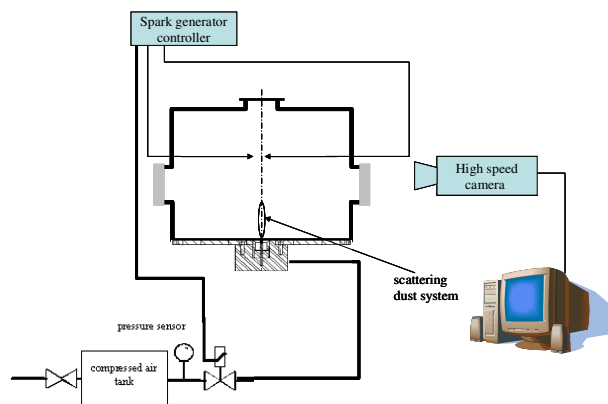 Spark generator
controller
High speed
camera
scattering
dust system
pressure sensor
compressed air
tank